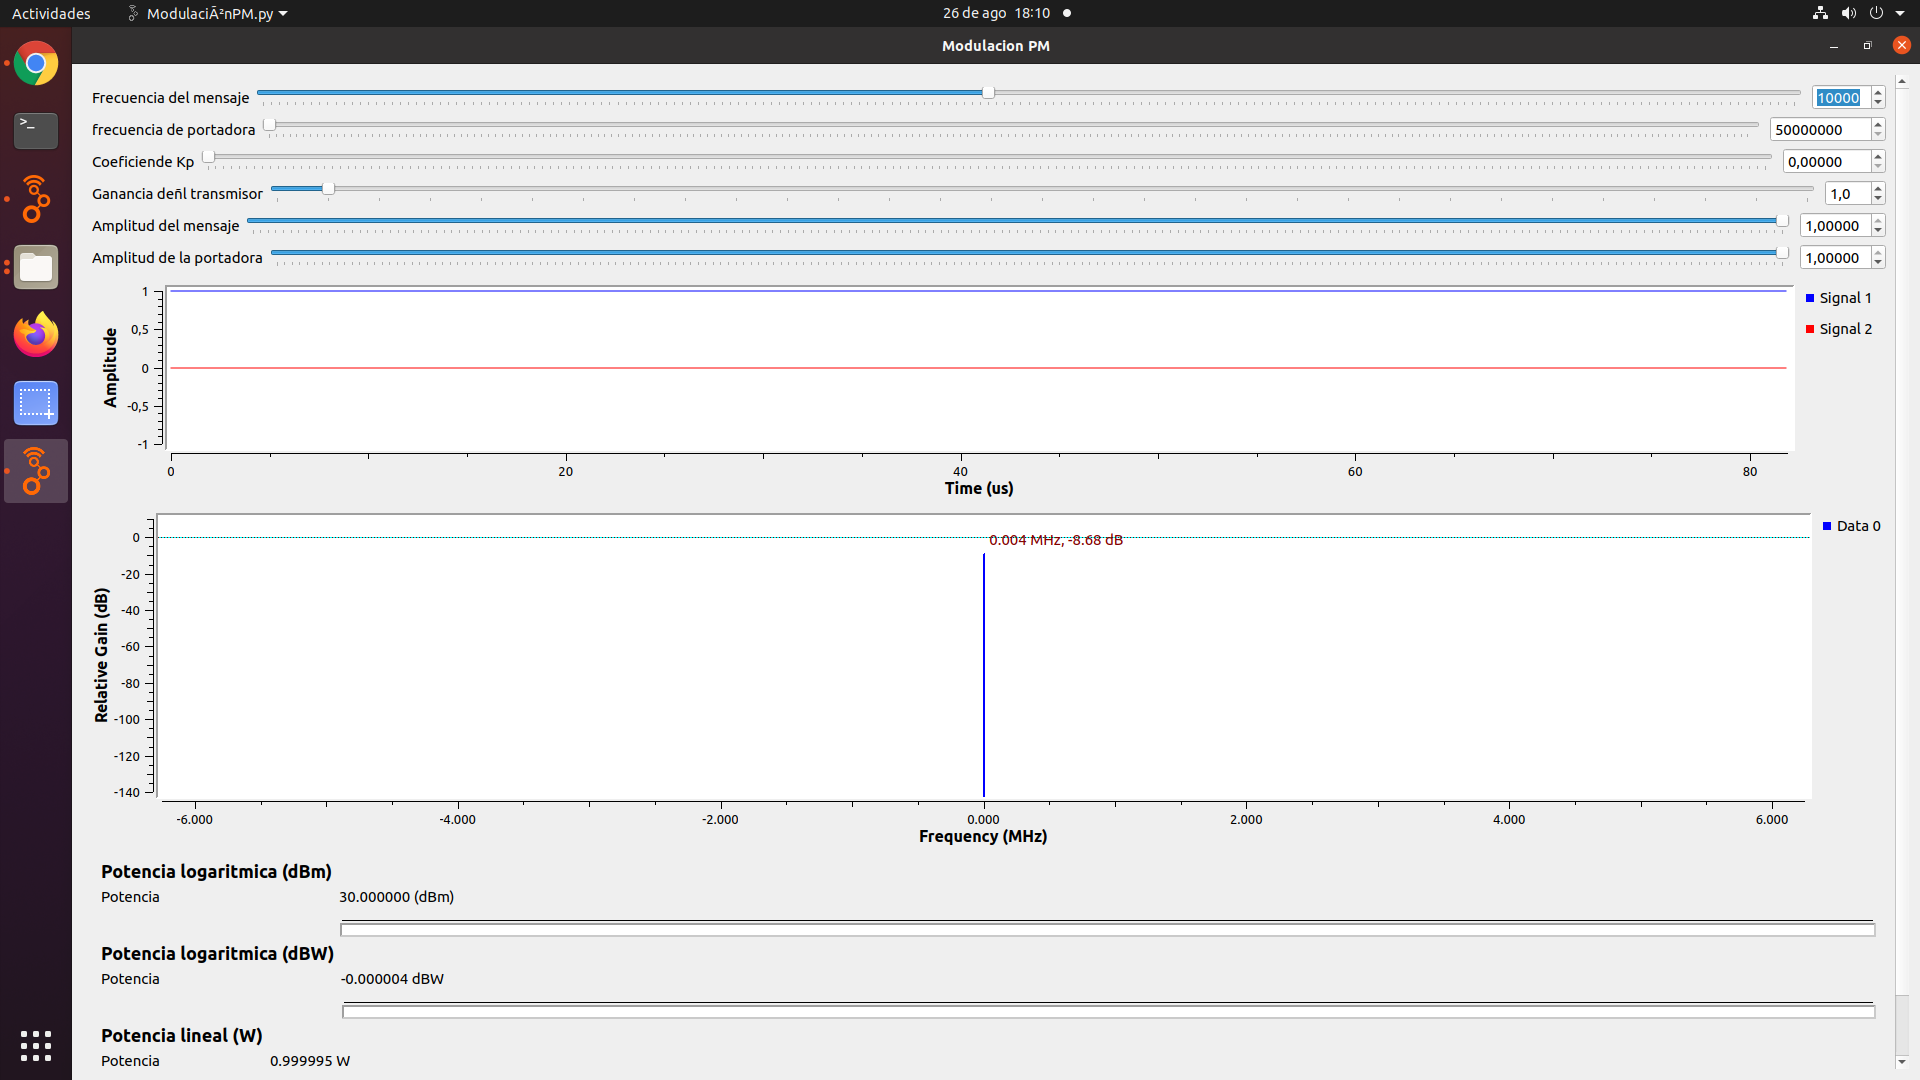 Actividades
ModulaciÃ²nPM.py
26 de ago 18:10
Modulacion PM
Frecuencia del mensaje
10000
frecuencia de portadora
50000000
Coeficiende Kp
0,00000
Ganancia deñl transmisor
1,0
Amplitud del mensaje
1,00000
Amplitud de la portadora
1,00000
Amplitude
1
0,5
0
-0,5
-1
0 20 40 60 80
Time (us)
Signal 1
Signal 2
Relative Gain (dB)
0
-20
-40
-60
-80
-100
-120
-140
0.004 MHz, -8.68 dB
-6.000 -4.000 -2.000 0.000 2.000 4.000 6.000
Frequency (MHz)
Data 0
Potencia logaritmica (dBm)
Potencia 30.000000 (dBm)
Potencia logaritmica (dBW)
Potencia -0.000004 dBW
Potencia lineal (W)
Potencia 0.999995 W